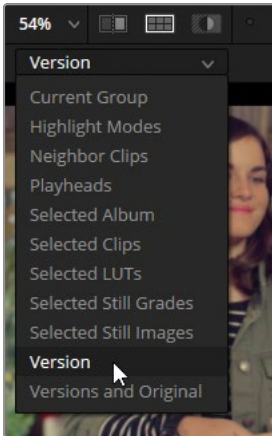 54%
Version
Current Group
Highlight Modes
Neighbor Clips
Playheads
Selected Album
Selected Clips
Selected LUTs
Selected Still Grades
Selected Still Images
Version
Versions and Original